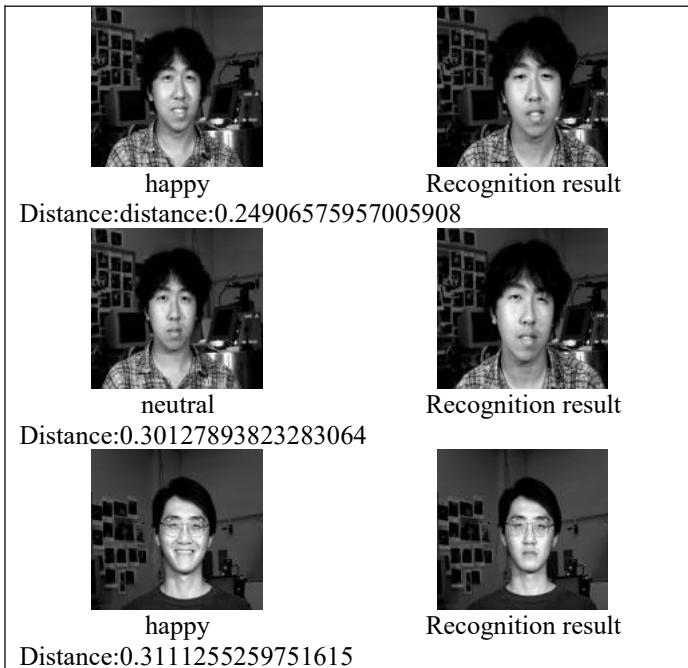 happy Recognition result
Distance:distance:0.24906575957005908
neutral Recognition result
Distance:0.30127893823283064
happy Recognition result
Distance:0.3111255259751615